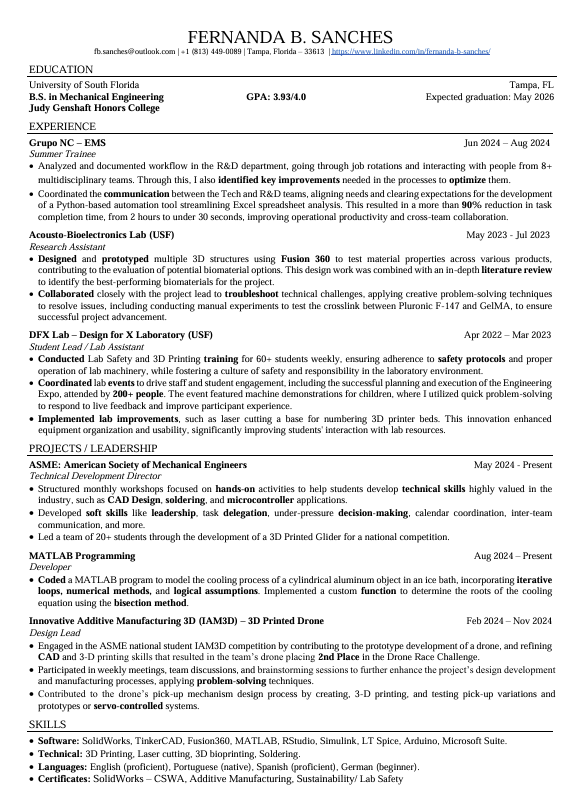 FERNANDA B. SANCHES
fb.sanches@outlook.com | +1 (813) 449-0089 | Tampa, Florida – 33613 | https://www.linkedin.com/in/fernanda-b-sanches/
EDUCATION
University of South Florida Tampa, FL
B.S. in Mechanical Engineering GPA: 3.93/4.0 Expected graduation: May 2026
Judy Genshaft Honors College
EXPERIENCE
Grupo NC – EMS Jun 2024 – Aug 2024
Summer Trainee
• Analyzed and documented workflow in the R&D department, going through job rotations and interacting with people from 8+
multidisciplinary teams. Through this, I also identified key improvements needed in the processes to optimize them.
• Coordinated the communication between the Tech and R&D teams, aligning needs and clearing expectations for the development
of a Python-based automation tool streamlining Excel spreadsheet analysis. This resulted in a more than 90% reduction in task
completion time, from 2 hours to under 30 seconds, improving operational productivity and cross-team collaboration.
Acousto-Bioelectronics Lab (USF) May 2023 - Jul 2023
Research Assistant
• Designed and prototyped multiple 3D structures using Fusion 360 to test material properties across various products,
contributing to the evaluation of potential biomaterial options. This design work was combined with an in-depth literature review
to identify the best-performing biomaterials for the project.
• Collaborated closely with the project lead to troubleshoot technical challenges, applying creative problem-solving techniques
to resolve issues, including conducting manual experiments to test the crosslink between Pluronic F-147 and GelMA, to ensure
successful project advancement.
DFX Lab – Design for X Laboratory (USF) Apr 2022 – Mar 2023
Student Lead / Lab Assistant
• Conducted Lab Safety and 3D Printing training for 60+ students weekly, ensuring adherence to safety protocols and proper
operation of lab machinery, while fostering a culture of safety and responsibility in the laboratory environment.
• Coordinated lab events to drive staff and student engagement, including the successful planning and execution of the Engineering
Expo, attended by 200+ people. The event featured machine demonstrations for children, where I utilized quick problem-solving
to respond to live feedback and improve participant experience.
• Implemented lab improvements, such as laser cutting a base for numbering 3D printer beds. This innovation enhanced
equipment organization and usability, significantly improving students' interaction with lab resources.
PROJECTS / LEADERSHIP
ASME: American Society of Mechanical Engineers May 2024 - Present
Technical Development Director
• Structured monthly workshops focused on hands-on activities to help students develop technical skills highly valued in the
industry, such as CAD Design, soldering, and microcontroller applications.
• Developed soft skills like leadership, task delegation, under-pressure decision-making, calendar coordination, inter-team
communication, and more.
• Led a team of 20+ students through the development of a 3D Printed Glider for a national competition.
MATLAB Programming Aug 2024 – Present
Developer
• Coded a MATLAB program to model the cooling process of a cylindrical aluminum object in an ice bath, incorporating iterative
loops, numerical methods, and logical assumptions. Implemented a custom function to determine the roots of the cooling
equation using the bisection method.
Innovative Additive Manufacturing 3D (IAM3D) – 3D Printed Drone Feb 2024 – Nov 2024
Design Lead
• Engaged in the ASME national student IAM3D competition by contributing to the prototype development of a drone, and refining
CAD and 3-D printing skills that resulted in the team's drone placing 2nd Place in the Drone Race Challenge.
• Participated in weekly meetings, team discussions, and brainstorming sessions to further enhance the project's design development
and manufacturing processes, applying problem-solving techniques.
• Contributed to the drone's pick-up mechanism design process by creating, 3-D printing, and testing pick-up variations and
prototypes or servo-controlled systems.
SKILLS
• Software: SolidWorks, TinkerCAD, Fusion360, MATLAB, RStudio, Simulink, LT Spice, Arduino, Microsoft Suite.
• Technical: 3D Printing, Laser cutting, 3D bioprinting, Soldering.
• Languages: English (proficient), Portuguese (native), Spanish (proficient), German (beginner).
• Certificates: SolidWorks – CSWA, Additive Manufacturing, Sustainability/ Lab Safety